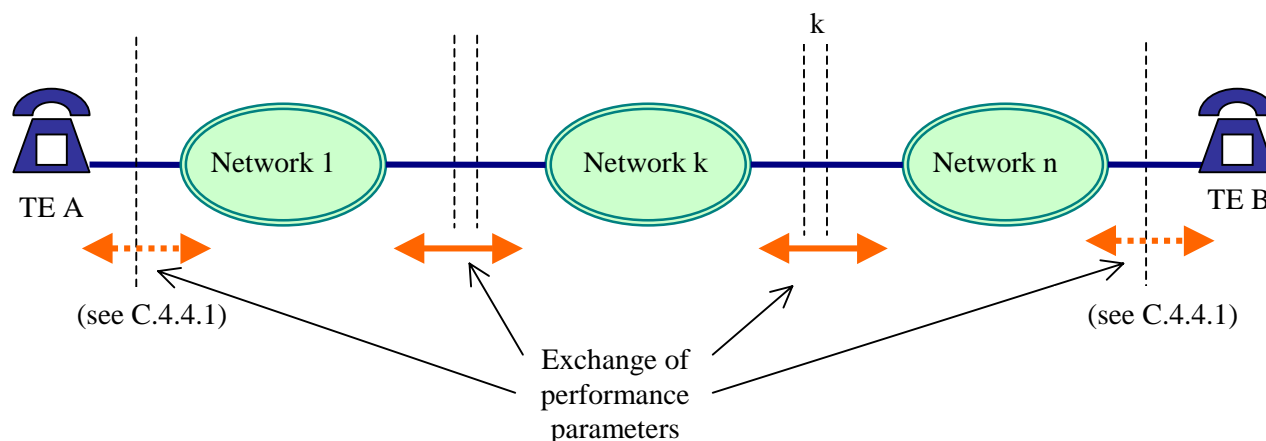 k
Network 1
Network k
Network n
TE A
TE B
(see C.4.4.1)
(see C.4.4.1)
Exchange of
performance
parameters